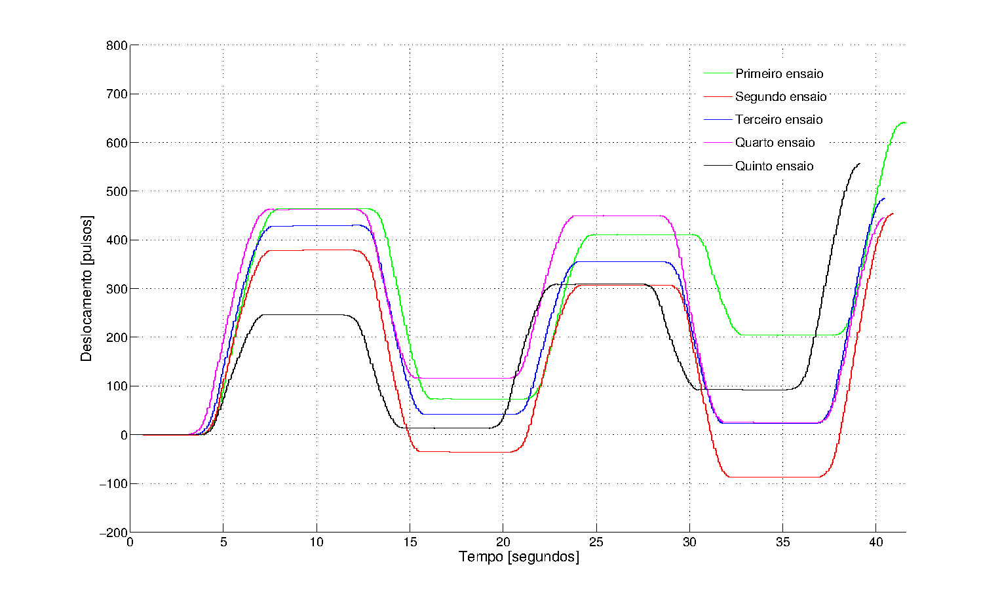 800
700
600
500
400
300
200
100
0
−100
−200
0 5 10 15 20 25 30 35 40
Tempo [segundos]
Deslocamento [pulsos]
Primeiro ensaio
Segundo ensaio
Terceiro ensaio
Quarto ensaio
Quinto ensaio